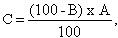 C = (100 - B) x A / 100 ,